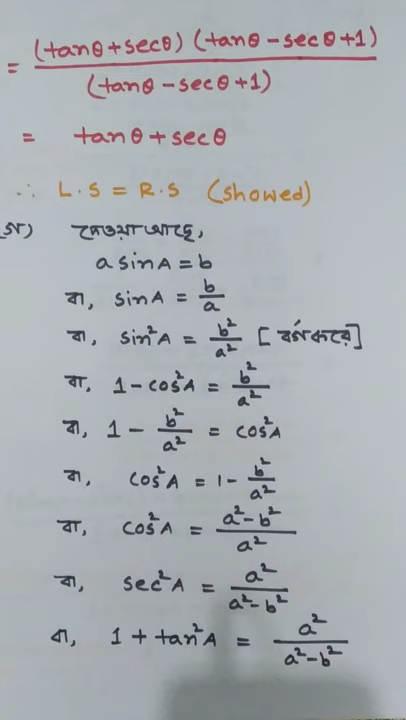 = (tanθ+secθ) (tanθ-secθ+1) / (tanθ-secθ+1)
= tanθ+secθ
∴ L.S = R.S (showed)
(গ) দেওয়া আছে,
a sinA = b
বা, sinA = b/a
বা, sin²A = b²/a² [বর্গ করে]
বা, 1-cos²A = b²/a²
বা, 1 - b²/a² = cos²A
বা, cos²A = 1- b²/a²
বা, cos²A = a²-b²/a²
বা, sec²A = a²/a²-b²
বা, 1 + tan²A = a²/a²-b²